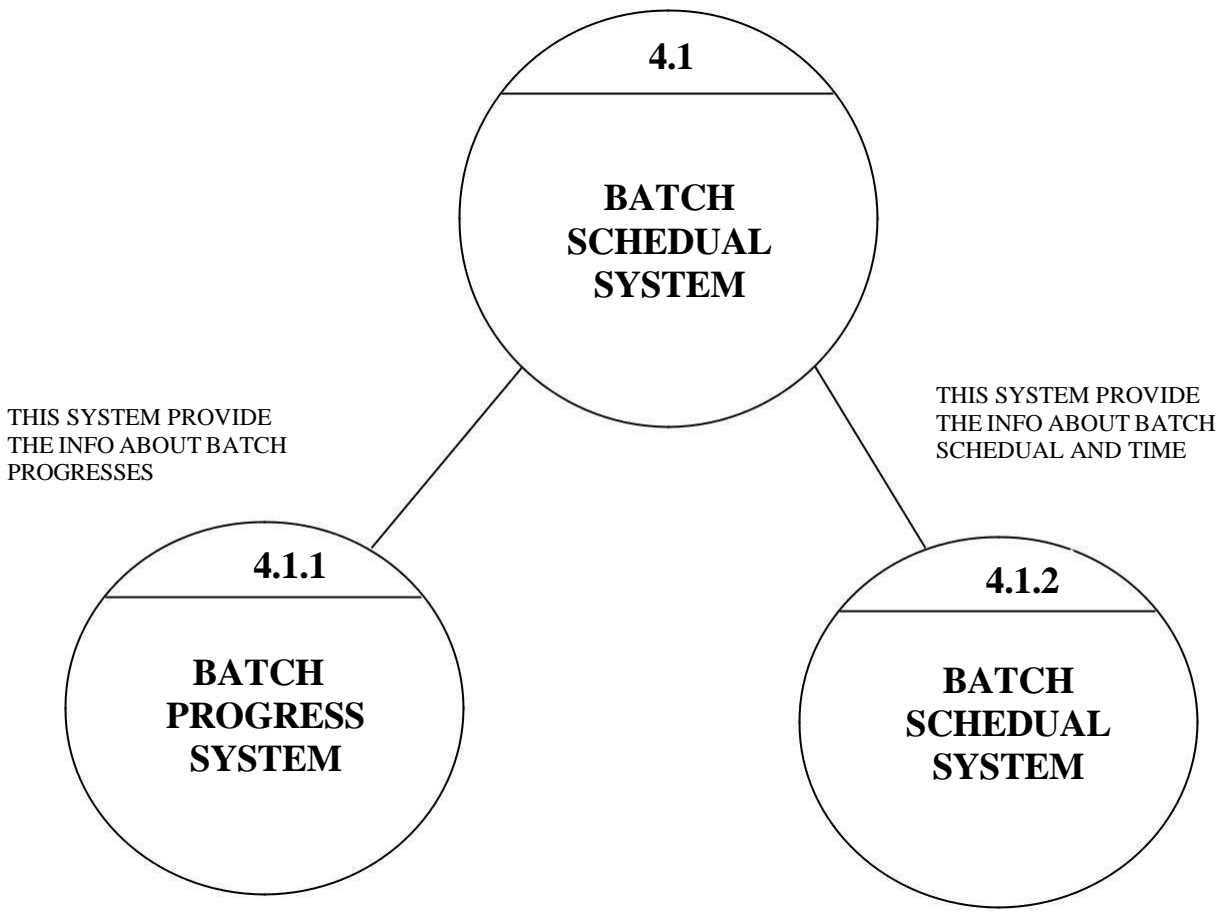 4.1
BATCH
SCHEDUAL
SYSTEM
THIS SYSTEM PROVIDE
THE INFO ABOUT BATCH
PROGRESSES
THIS SYSTEM PROVIDE
THE INFO ABOUT BATCH
SCHEDUAL AND TIME
4.1.1
BATCH
PROGRESS
SYSTEM
4.1.2
BATCH
SCHEDUAL
SYSTEM